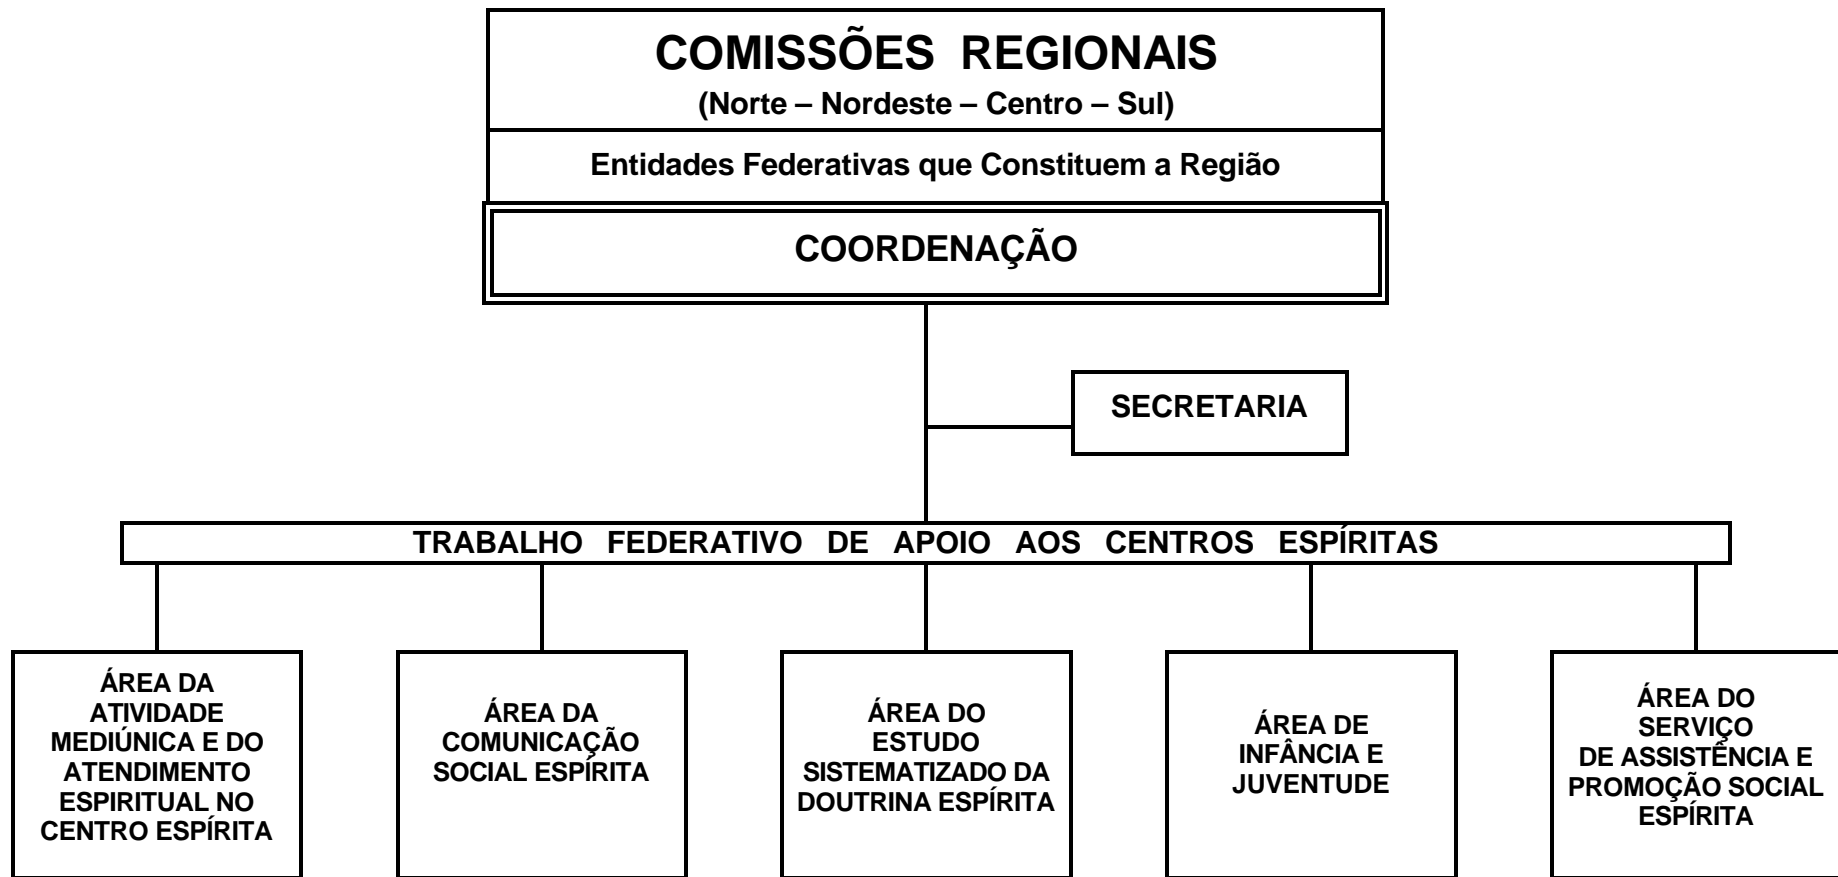 COMISSÕES REGIONAIS
(Norte – Nordeste – Centro – Sul)
Entidades Federativas que Constituem a Região
COORDENAÇÃO
SECRETARIA
TRABALHO FEDERATIVO DE APOIO AOS CENTROS ESPÍRITAS
ÁREA DA
ATIVIDADE
MEDIÚNICA E DO
ATENDIMENTO
ESPIRITUAL NO
CENTRO ESPÍRITA
ÁREA DA
COMUNICAÇÃO
SOCIAL ESPÍRITA
ÁREA DO
ESTUDO
SISTEMATIZADO DA
DOUTRINA ESPÍRITA
ÁREA DE
INFÂNCIA E
JUVENTUDE
ÁREA DO
SERVIÇO
DE ASSISTÊNCIA E
PROMOÇÃO SOCIAL
ESPÍRITA